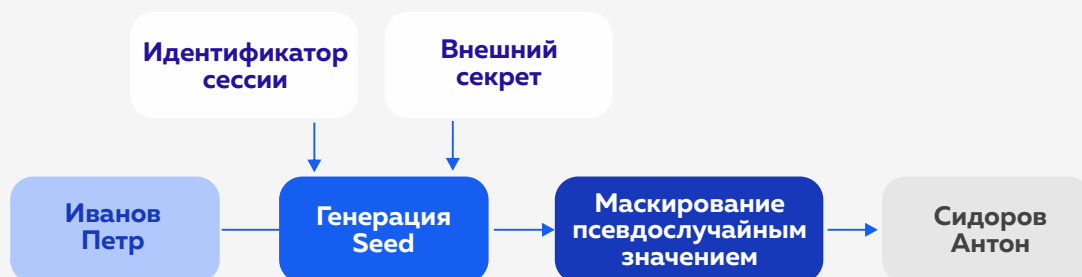 Идентификатор
сессии
Внешний
секрет
Иванов
Петр
Генерация
Seed
Маскирование
псевдослучайным
значением
Сидоров
Антон